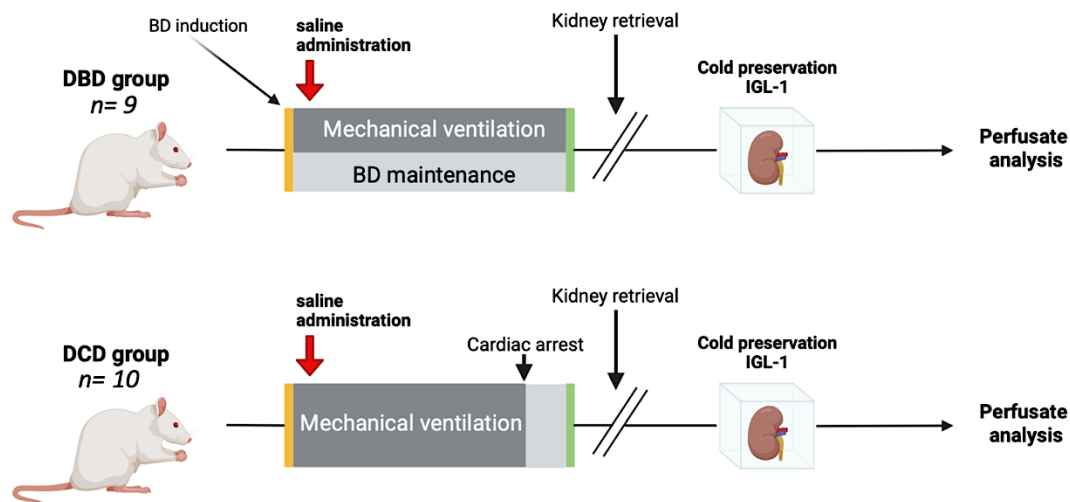 BD induction
saline
administration
Kidney retrieval
DBD group
n= 9
Cold preservation
IGL-1
Mechanical ventilation
BD maintenance
Perfusate
analysis
saline
administration
Kidney retrieval
DCD group
n= 10
Cardiac arrest
Cold preservation
IGL-1
Mechanical ventilation
Perfusate
analysis